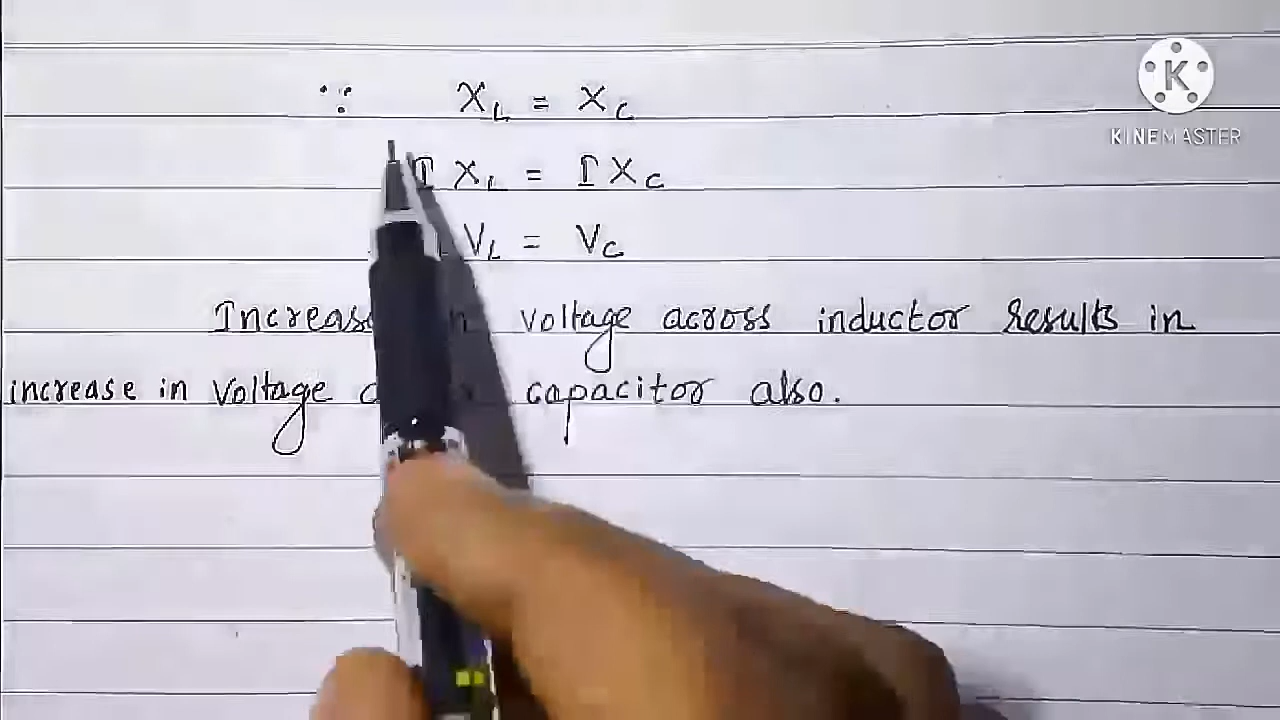 ∵ X_L = X_C
I X_L = I X_C
V_L = V_C
Increase voltage across inductor results in
increase in voltage capacitor also.
K
KINEMASTER